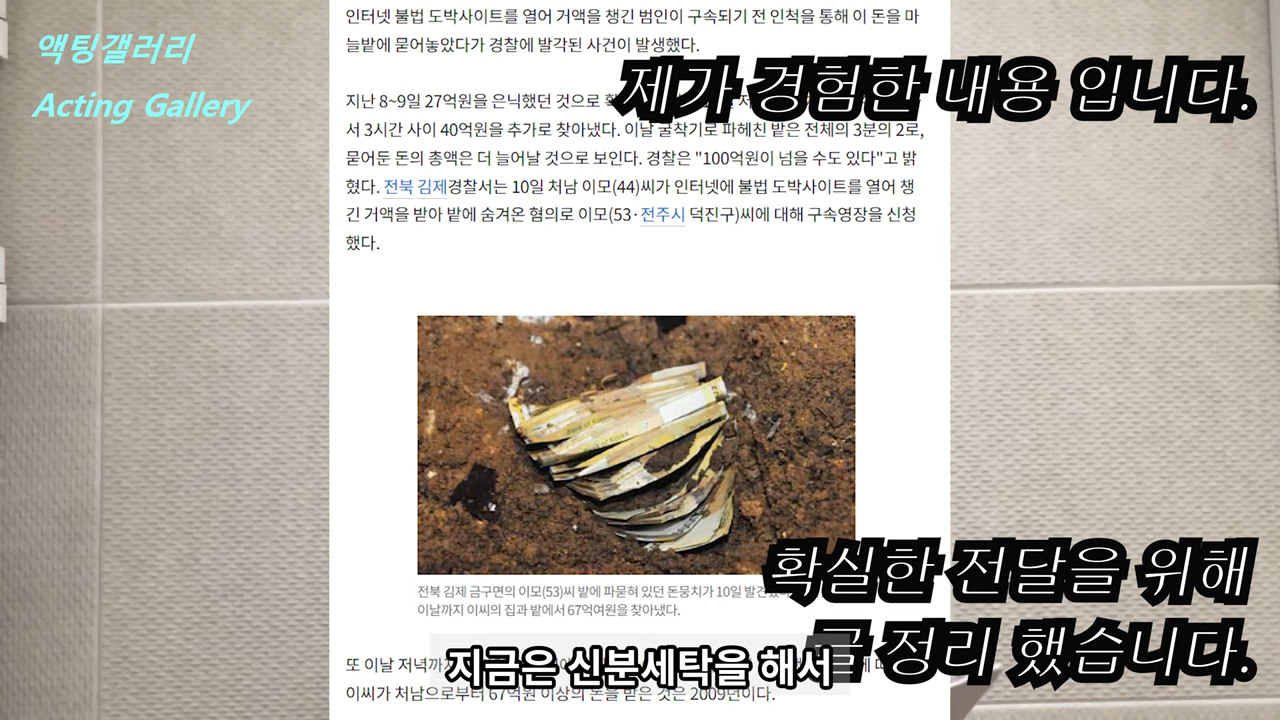 액팅갤러리
Acting Gallery
제가 경험한 내용 입니다.
인터넷 불법 도박사이트를 열어 거액을 챙긴 범인이 구속되기 전 인척을 통해 이 돈을 마
늘밭에 묻어놓았다가 경찰에 발각된 사건이 발생했다.
지난 8~9일 27억원을 은닉했던 것으로
서 3시간 사이 40억원을 추가로 찾아냈다. 이날 굴착기로 파헤친 밭은 전체의 3분의 2로,
묻어둔 돈의 총액은 더 늘어날 것으로 보인다. 경찰은 "100억원이 넘을 수도 있다"고 밝
혔다. 전북 김제경찰서는 10일 처남 이모(44)씨가 인터넷에 불법 도박사이트를 열어 챙
긴 거액을 받아 밭에 숨겨온 혐의로 이모(53·전주시 덕진구)씨에 대해 구속영장을 신청
했다.
전북 김제 금구면의 이모(53)씨 밭에 파묻혀 있던 돈뭉치가 10일
이날까지 이씨의 집과 밭에서 67억여원을 찾아냈다.
확실한 전달을 위해
글 정리 했습니다.
또 이날 저녁까지
지금은 신분세탁을 해서
이씨가 처남으로부터 67억원 이상의 돈을 받은 것은 2009년이다.